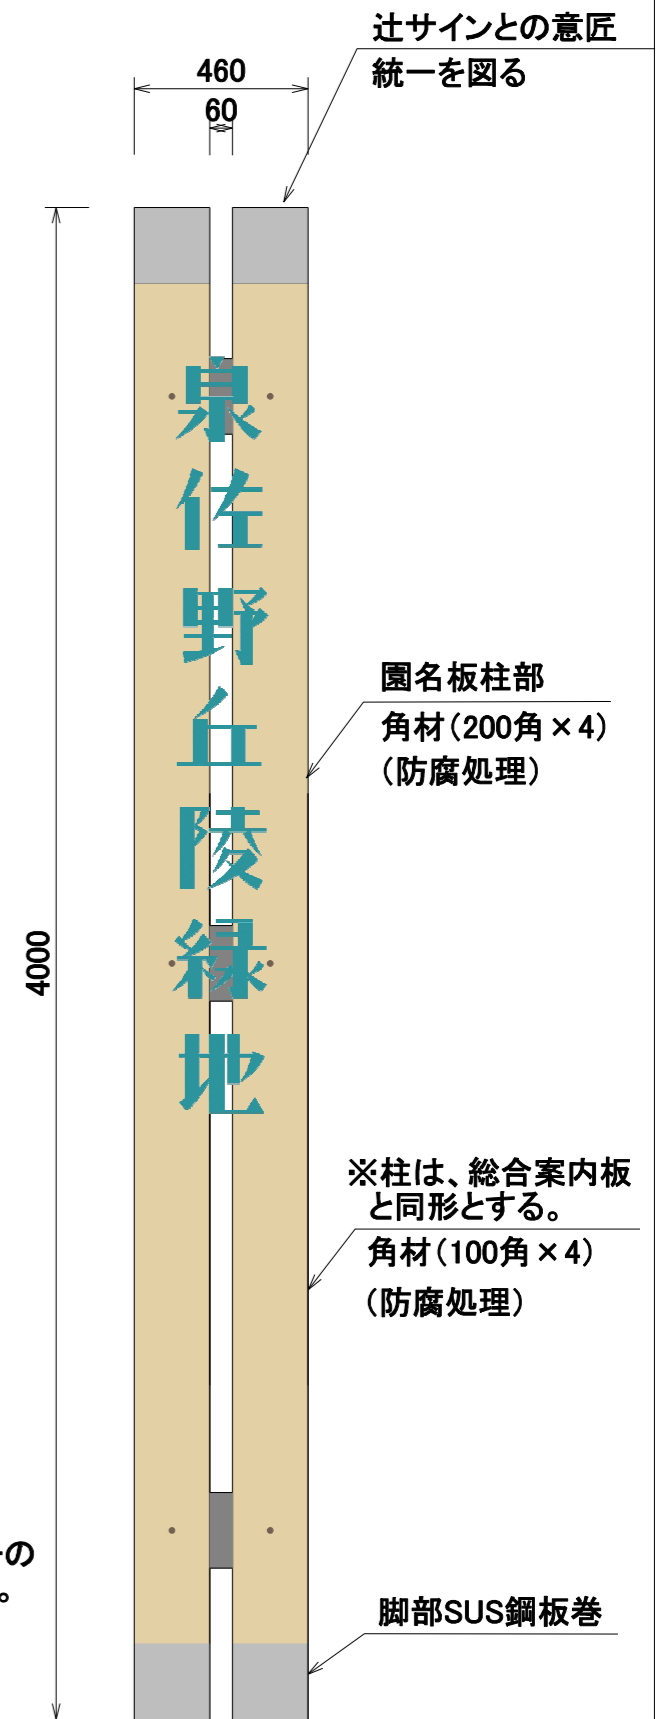 辻サインとの意匠
統一を図る
460
60
泉佐野丘陵緑地
園名板柱部
角材(200角×4)
(防腐処理)
4000
※柱は、総合案内板
と同形とする。
角材(100角×4)
(防腐処理)
の
。
脚部SUS鋼板巻